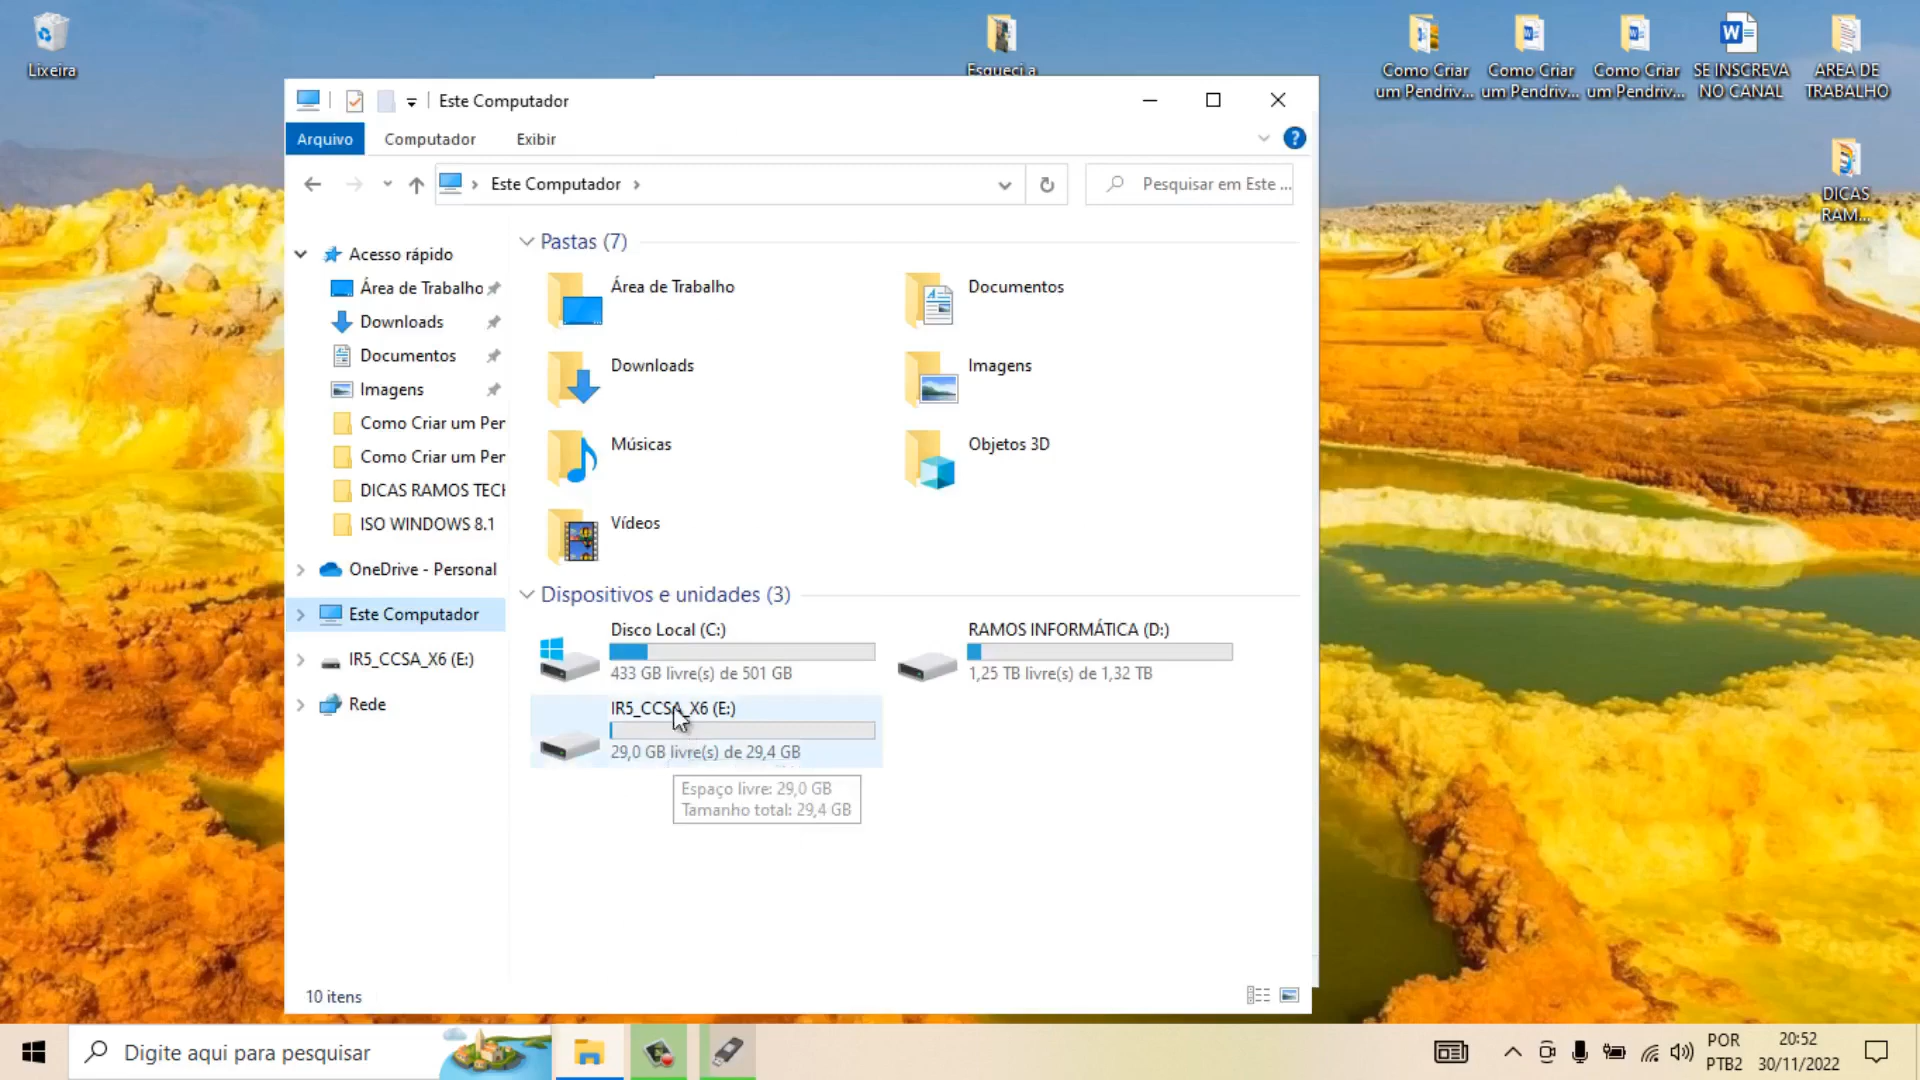 Lixeira
Esqueci a
Como Criar
um Pendriv...
Como Criar
um Pendriv...
Como Criar
um Pendriv...
SE INSCREVA
NO CANAL
AREA DE
TRABALHO
DICAS
RAM...
Este Computador
Arquivo
Computador
Exibir
Este Computador
Pesquisar em Este ...
Acesso rápido
Área de Trabalho
Downloads
Documentos
Imagens
Como Criar um Per
Como Criar um Per
DICAS RAMOS TECH
ISO WINDOWS 8.1
OneDrive - Personal
Este Computador
IR5_CCSA_X6 (E:)
Rede
Pastas (7)
Área de Trabalho
Documentos
Downloads
Imagens
Músicas
Objetos 3D
Vídeos
Dispositivos e unidades (3)
Disco Local (C:)
433 GB livre(s) de 501 GB
RAMOS INFORMÁTICA (D:)
1,25 TB livre(s) de 1,32 TB
IR5_CCSA_X6 (E:)
29,0 GB livre(s) de 29,4 GB
Espaço livre: 29,0 GB
Tamanho total: 29,4 GB
10 itens
Digite aqui para pesquisar
POR
PTB2
20:52
30/11/2022